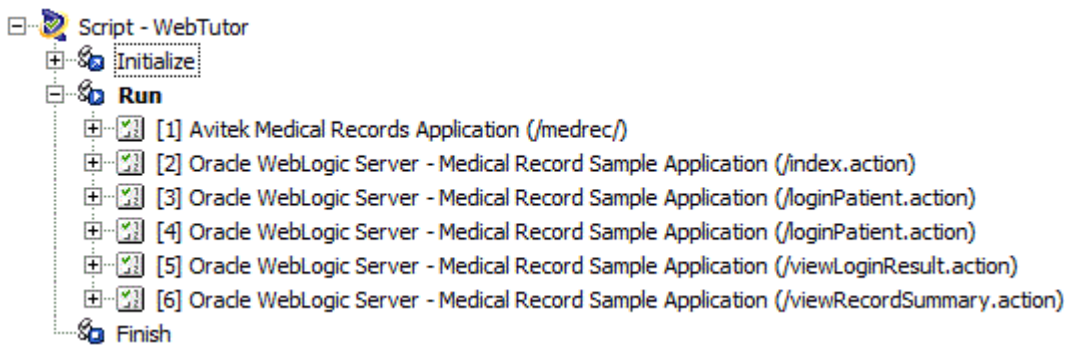 Script - WebTutor
Initialize
Run
[1] Avitek Medical Records Application (/medrec/)
[2] Oracle WebLogic Server - Medical Record Sample Application (/index.action)
[3] Oracle WebLogic Server - Medical Record Sample Application (/loginPatient.action)
[4] Oracle WebLogic Server - Medical Record Sample Application (/loginPatient.action)
[5] Oracle WebLogic Server - Medical Record Sample Application (/viewLoginResult.action)
[6] Oracle WebLogic Server - Medical Record Sample Application (/viewRecordSummary.action)
Finish